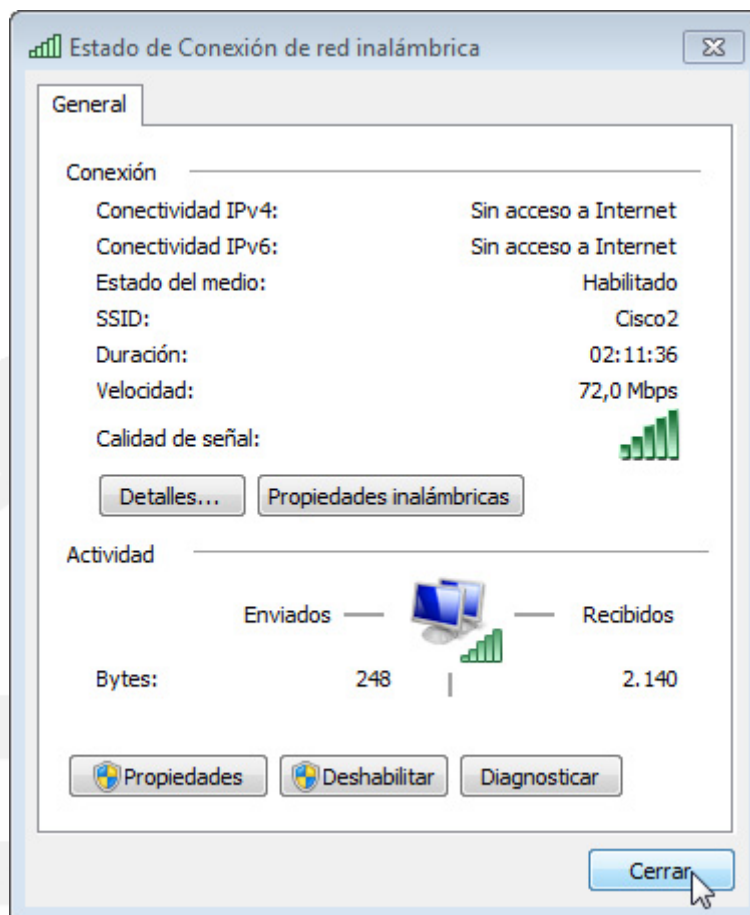 Estado de Conexión de red inalámbrica
General
Conexión
Conectividad IPv4: Sin acceso a Internet
Conectividad IPv6: Sin acceso a Internet
Estado del medio: Habilitado
SSID: Cisco2
Duración: 02:11:36
Velocidad: 72,0 Mbps
Calidad de señal:
Detalles... Propiedades inalámbricas
Actividad
Enviados Recibidos
Bytes: 248 2.140
Propiedades Deshabilitar Diagnosticar
Cerrar